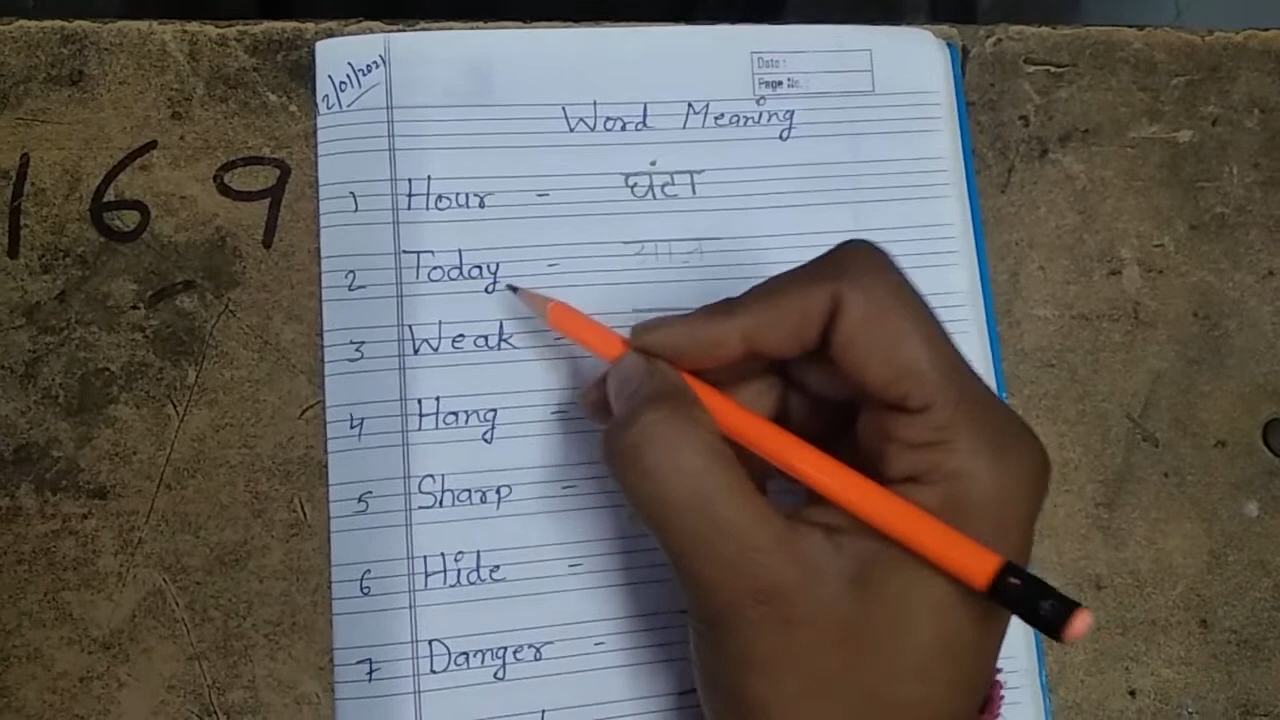 169
2/01/2021
Date :
Page No.
Word Meaning
1 Hour - घंटा
2 Today -
3 Weak -
4 Hang -
5 Sharp -
6 Hide -
7 Danger -